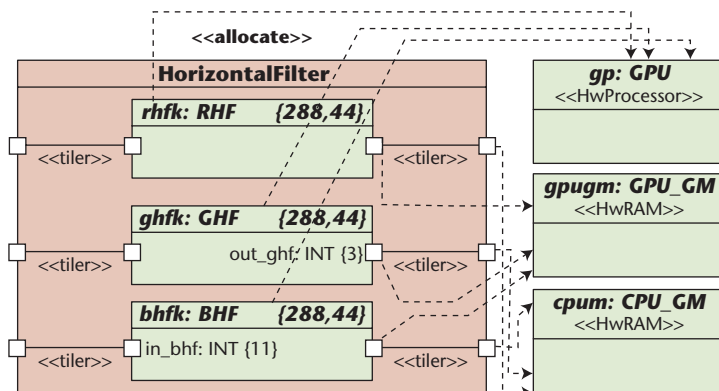 <<allocate>>
HorizontalFilter
rhfk: RHF {288,44}
<<tiler>>
<<tiler>>
ghfk: GHF {288,44}
out_ghf: INT {3}
<<tiler>>
<<tiler>>
bhfk: BHF {288,44}
in_bhf: INT {11}
<<tiler>>
<<tiler>>
gp: GPU
<<HwProcessor>>
gpugm: GPU_GM
<<HwRAM>>
cpum: CPU_GM
<<HwRAM>>